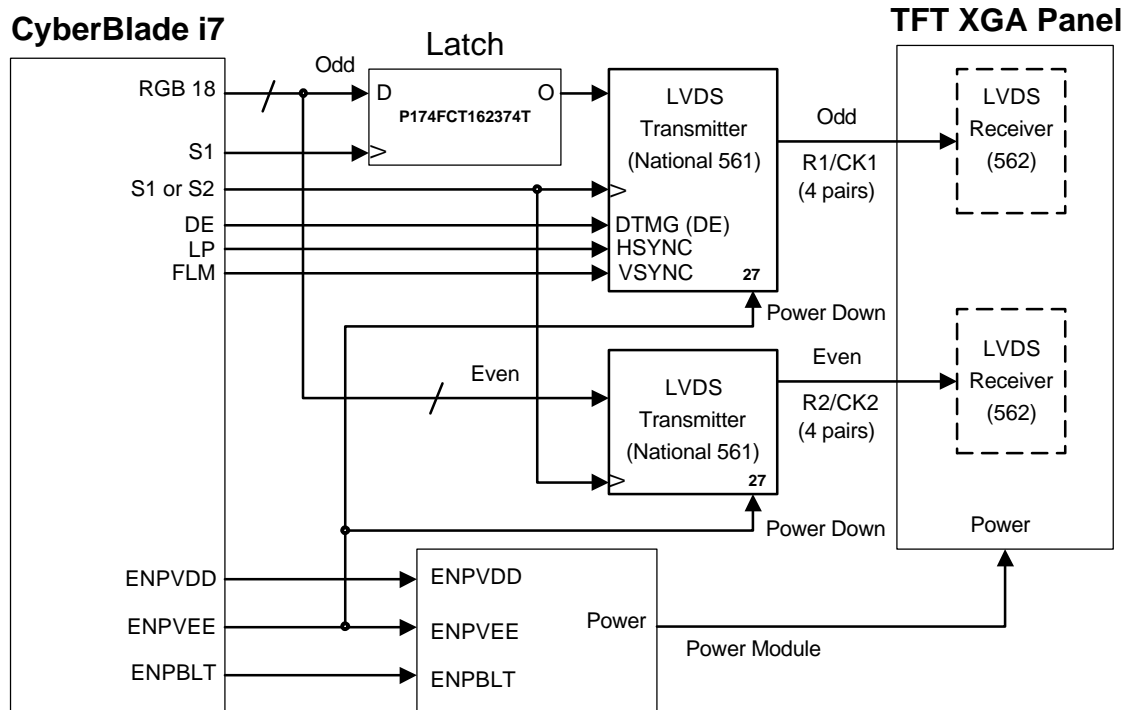 CyberBlade i7
TFT XGA Panel
Latch
Odd
RGB 18
D
O
P174FCT162374T
S1
S1 or S2
DE
LP
FLM
LVDS
Transmitter
(National 561)
DTMG (DE)
HSYNC
VSYNC
27
Power Down
Odd
R1/CK1
(4 pairs)
LVDS
Receiver
(562)
Even
LVDS
Transmitter
(National 561)
27
Power Down
Even
R2/CK2
(4 pairs)
LVDS
Receiver
(562)
Power
ENPVDD
ENPVEE
ENPBLT
ENPVDD
ENPVEE
ENPBLT
Power
Power Module